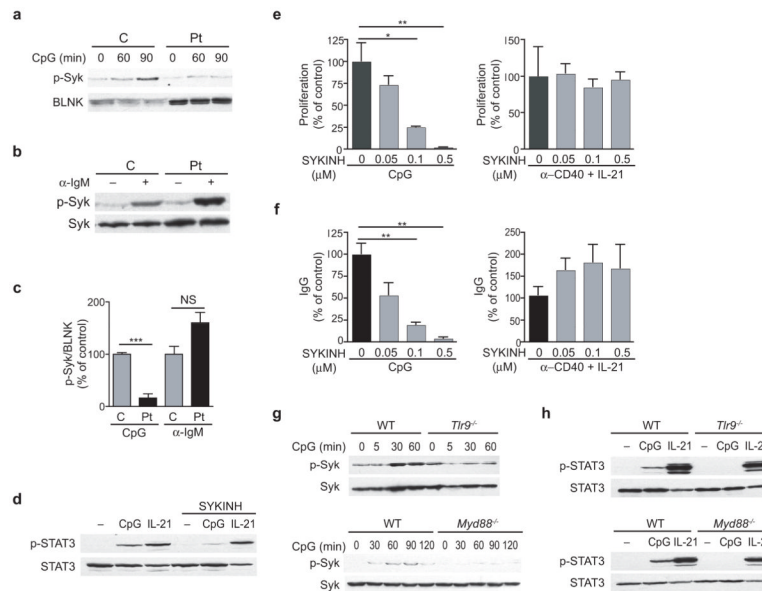 a
C Pt
CpG (min) 0 60 90 0 60 90
p-Syk
BLNK
b
C Pt
α-IgM – + – +
p-Syk
Syk
c
NS
***
p-Syk/BLNK
(% of control)
200
100
0
C Pt C Pt
CpG α-IgM
d
SYKINH
– CpG IL-21 – CpG IL-21
p-STAT3
STAT3
e
**
*
Proliferation
(% of control)
125
100
75
50
25
0
SYKINH 0 0.05 0.1 0.5
(μM) CpG
Proliferation
(% of control)
150
125
100
75
50
25
0
SYKINH 0 0.05 0.1 0.5
(μM) α–CD40 + IL-21
f
**
**
IgG
(% of control)
125
100
75
50
25
0
SYKINH 0 0.05 0.1 0.5
(μM) CpG
IgG
(% of control)
250
200
150
100
50
0
SYKINH 0 0.05 0.1 0.5
(μM) α–CD40 + IL-21
g
WT Tlr9-/-
CpG (min) 0 5 30 60 0 5 30 60
p-Syk
Syk
WT Myd88-/-
CpG (min) 0 30 60 90 120 0 30 60 90 120
p-Syk
Syk
h
WT Tlr9-/-
– CpG IL-21 – CpG IL-2
p-STAT3
STAT3
WT Myd88-/-
– CpG IL-21 – CpG IL-2
p-STAT3
STAT3